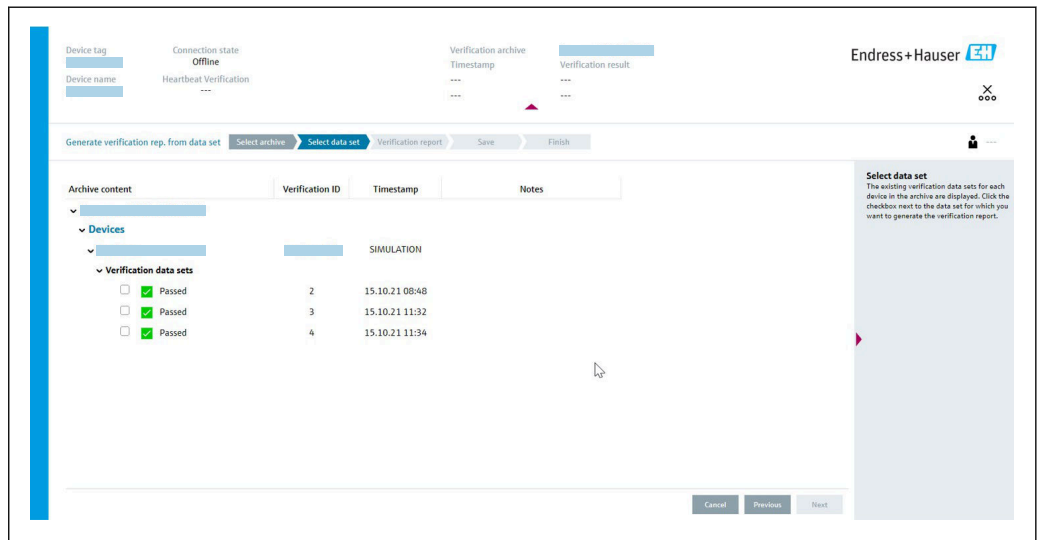 Device tag
Connection state
Offline
Device name
Heartbeat Verification
---
Verification archive
Timestamp
Verification result
---
---
---
---
Endress+Hauser EH
Generate verification rep. from data set
Select archive
Select data set
Verification report
Save
Finish
---
Archive content
Verification ID
Timestamp
Notes
Devices
SIMULATION
Verification data sets
Passed 2 15.10.21 08:48
Passed 3 15.10.21 11:32
Passed 4 15.10.21 11:34
Select data set
The existing verification data sets for each
device in the archive are displayed. Click the
checkbox next to the data set for which you
want to generate the verification report.
Cancel
Previous
Next